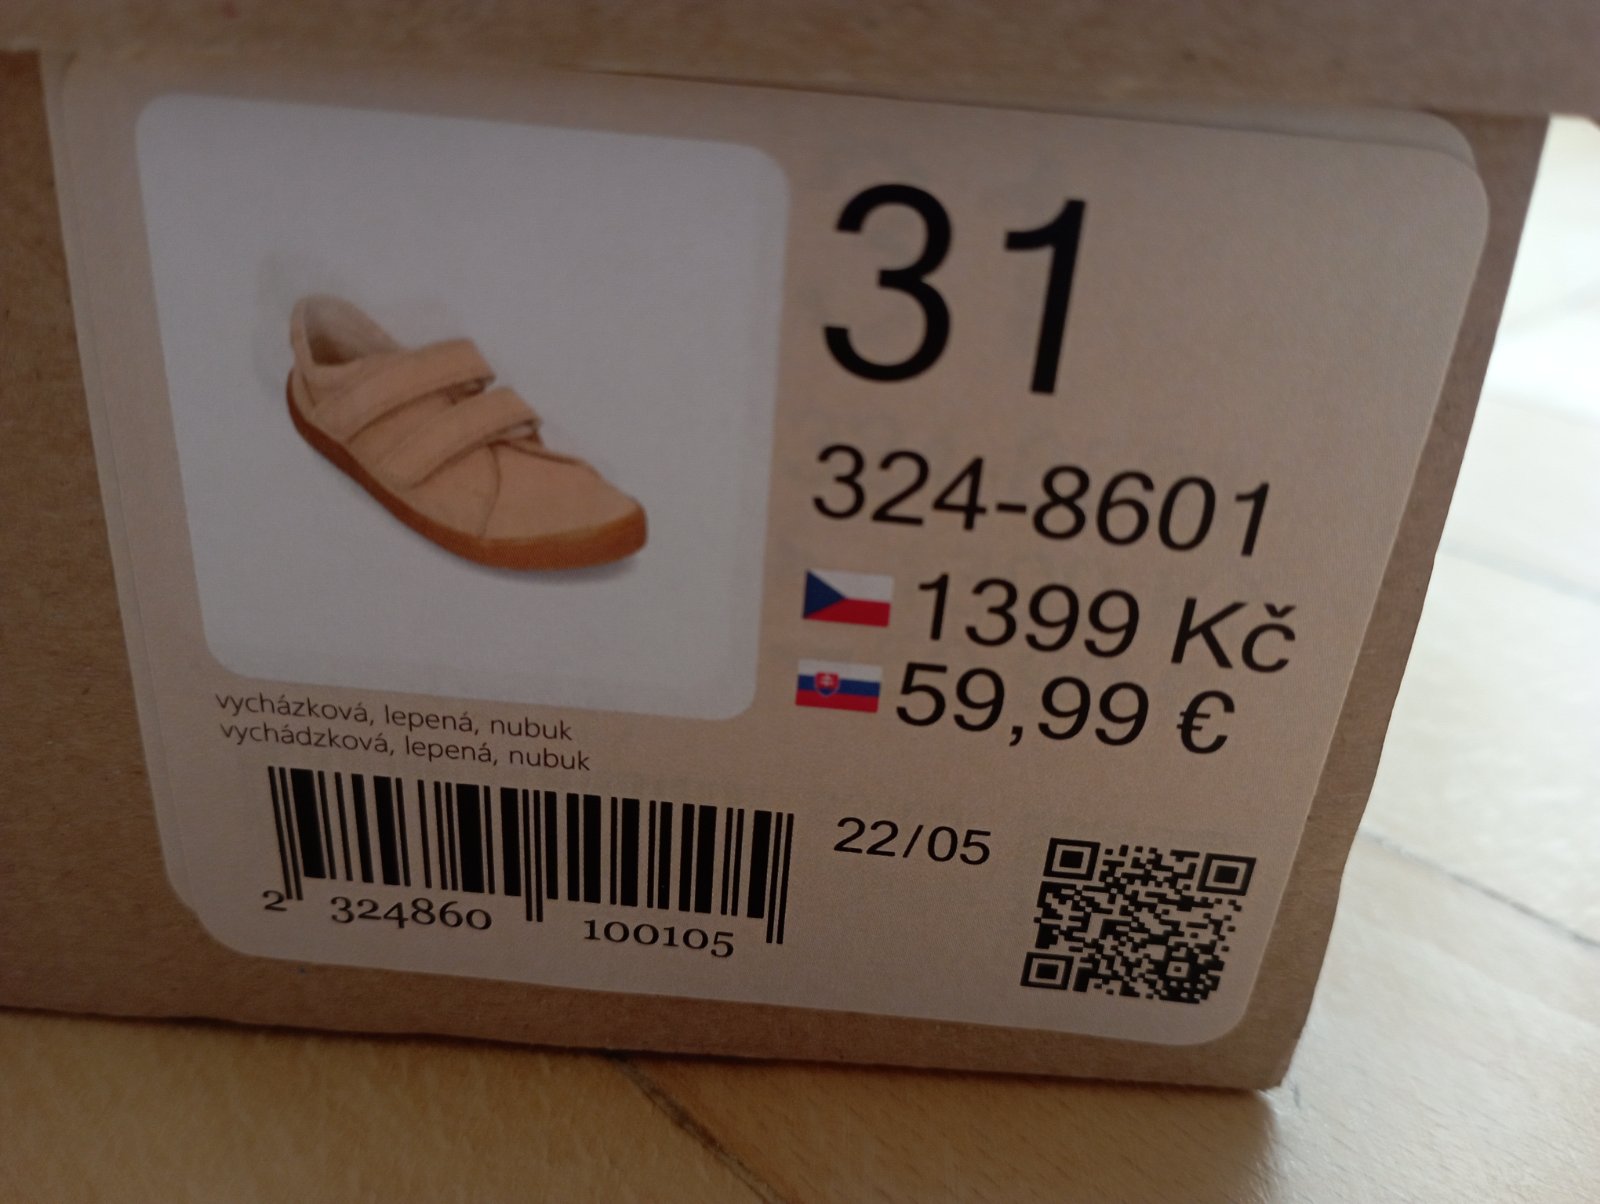 31
324-8601
1399 Kč
59,99 €
vycházková, lepená, nubuk
vychádzková, lepená, nubuk
22/05
2 324860 100105